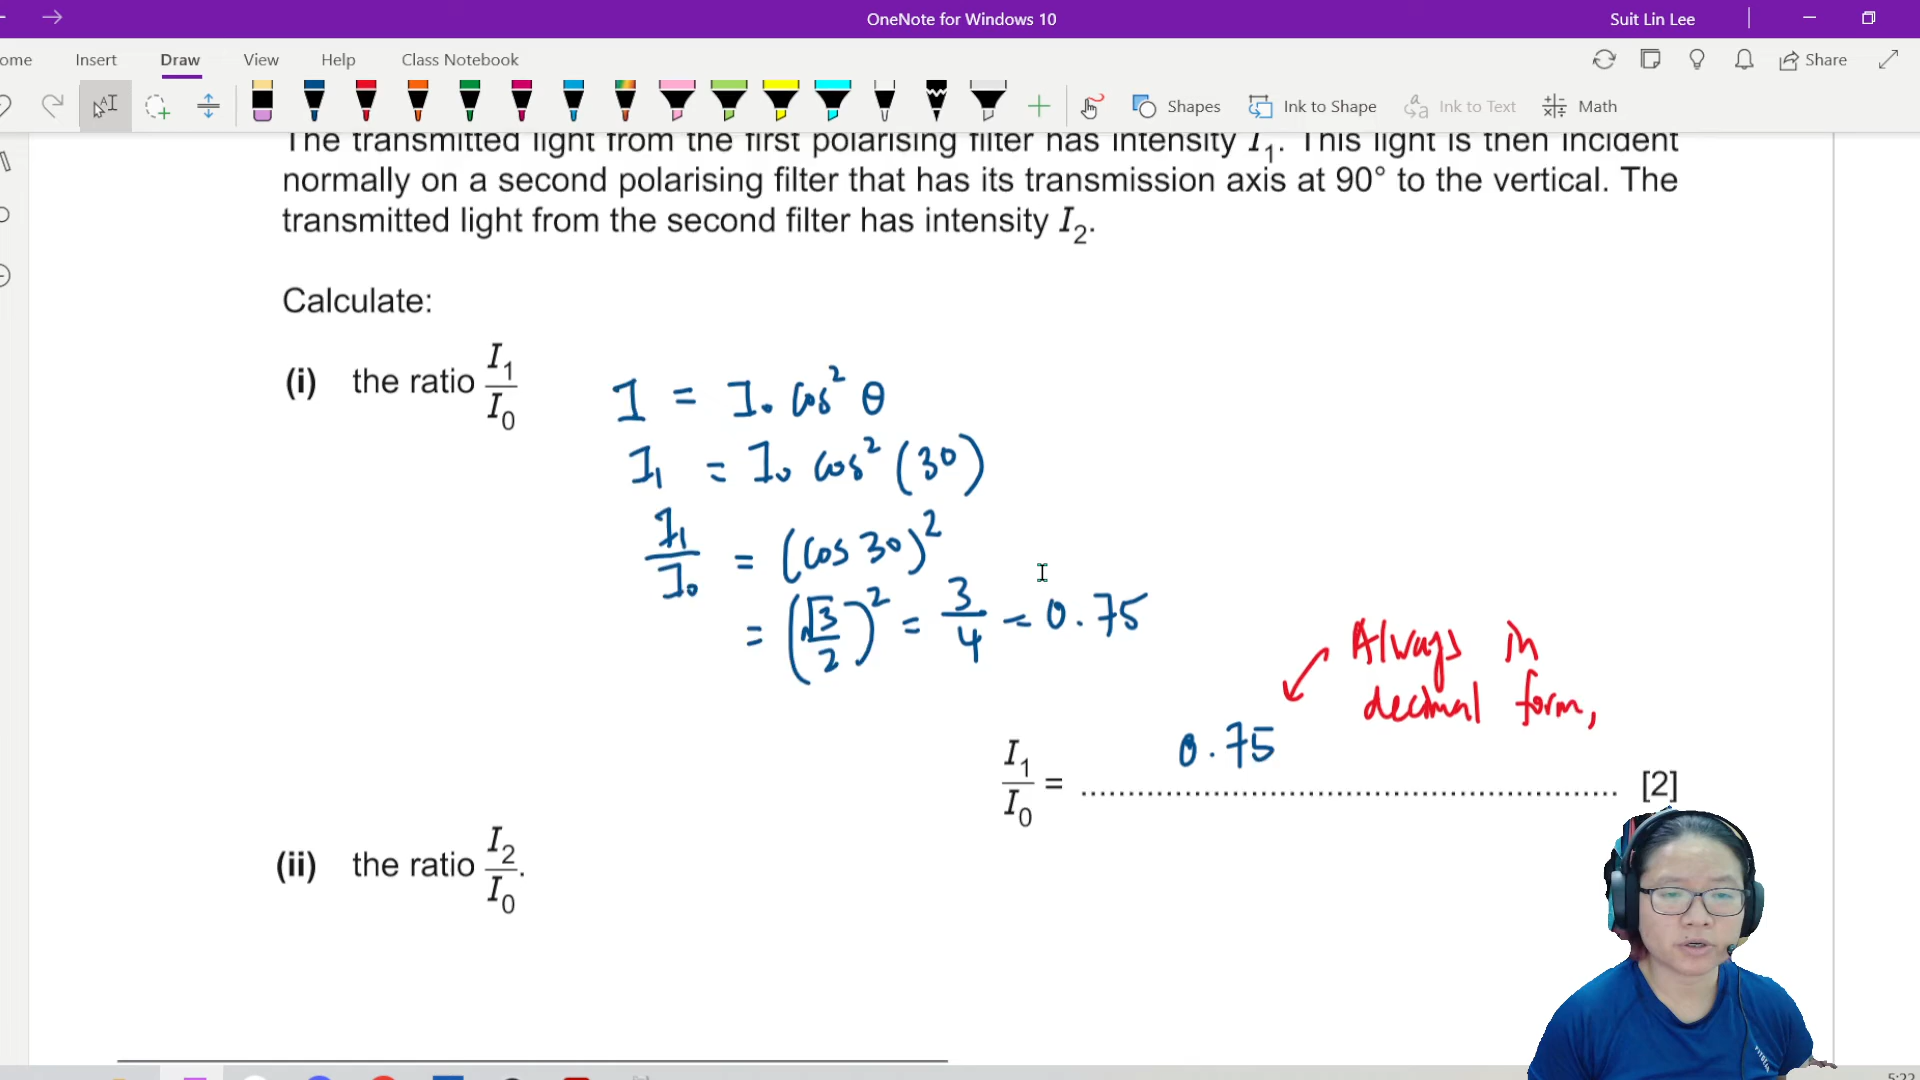 OneNote for Windows 10
Suit Lin Lee
Insert
Draw
View
Help
Class Notebook
Share
Shapes
Ink to Shape
Ink to Text
Math
The transmitted light from the first polarising filter has intensity I₁. This light is then incident
normally on a second polarising filter that has its transmission axis at 90° to the vertical. The
transmitted light from the second filter has intensity I₂.
Calculate:
(i) the ratio I₁/I₀
I = I₀ cos² θ
I₁ = I₀ cos² (30)
I₁/I₀ = (cos 30)²
= (√3/2)² = 3/4 = 0.75
Always in
decimal form,
0.75
I₁/I₀ = ........................................................ [2]
(ii) the ratio I₂/I₀.